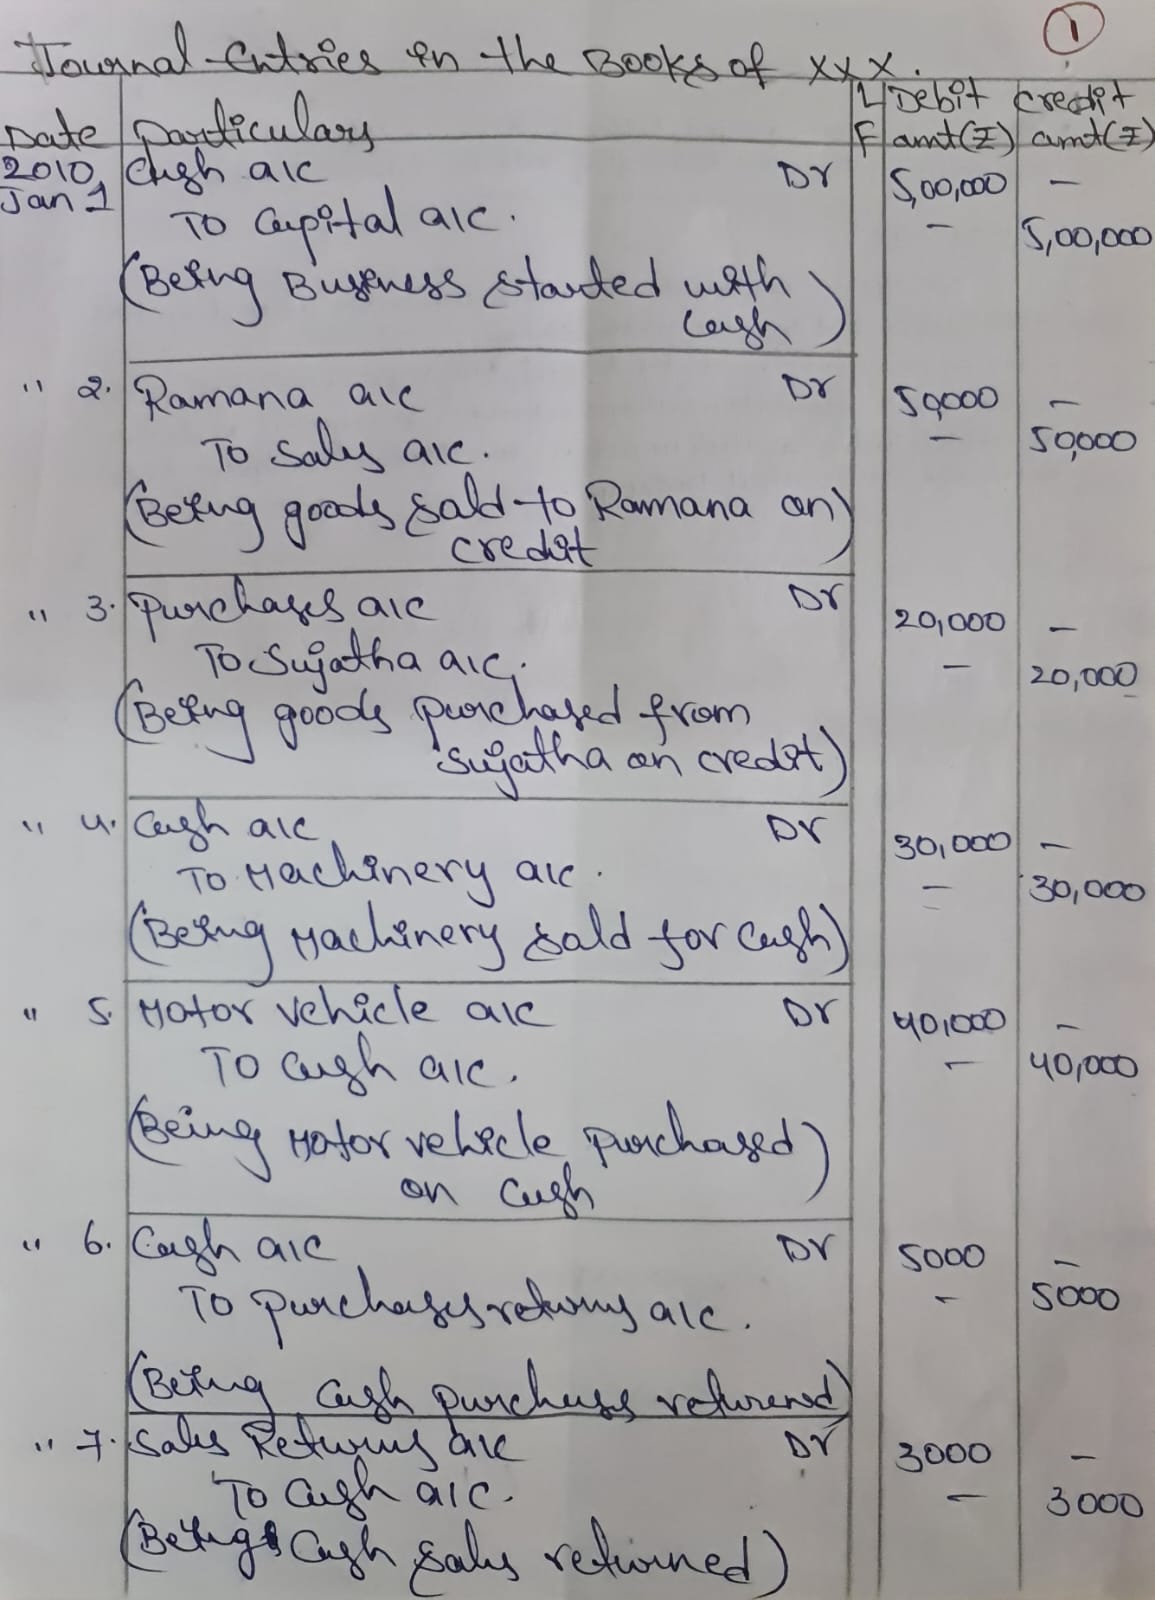 1
Journal Entries in the Books of xxx.
Date Particulars L F Debit amt(₹) Credit amt(₹)
2010 Jan 1 Cash a/c Dr 5,00,000 -
To Capital a/c. - 5,00,000
(Being Business started with
cash)
" 2. Ramana a/c Dr 50,000 -
To Sales a/c. - 50,000
(Being goods sold to Ramana on
credit)
" 3. Purchases a/c Dr 20,000 -
To Sujatha a/c. - 20,000
(Being goods purchased from
Sujatha on credit)
" 4. Cash a/c Dr 30,000 -
To Machinery a/c. - 30,000
(Being Machinery sold for cash)
" 5. Motor vehicle a/c Dr 40,000 -
To Cash a/c. - 40,000
(Being Motor vehicle purchased
on cash)
" 6. Cash a/c Dr 5000 -
To purchases returns a/c. - 5000
(Being cash purchases returened)
" 7. Sales Returns a/c Dr 3000 -
To Cash a/c. - 3000
(Being Cash sales returned)